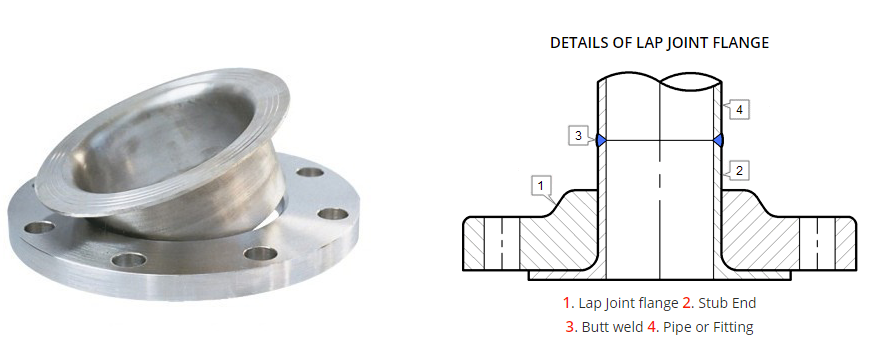 DETAILS OF LAP JOINT FLANGE
4
3
2
1
1. Lap Joint flange 2. Stub End
3. Butt weld 4. Pipe or Fitting